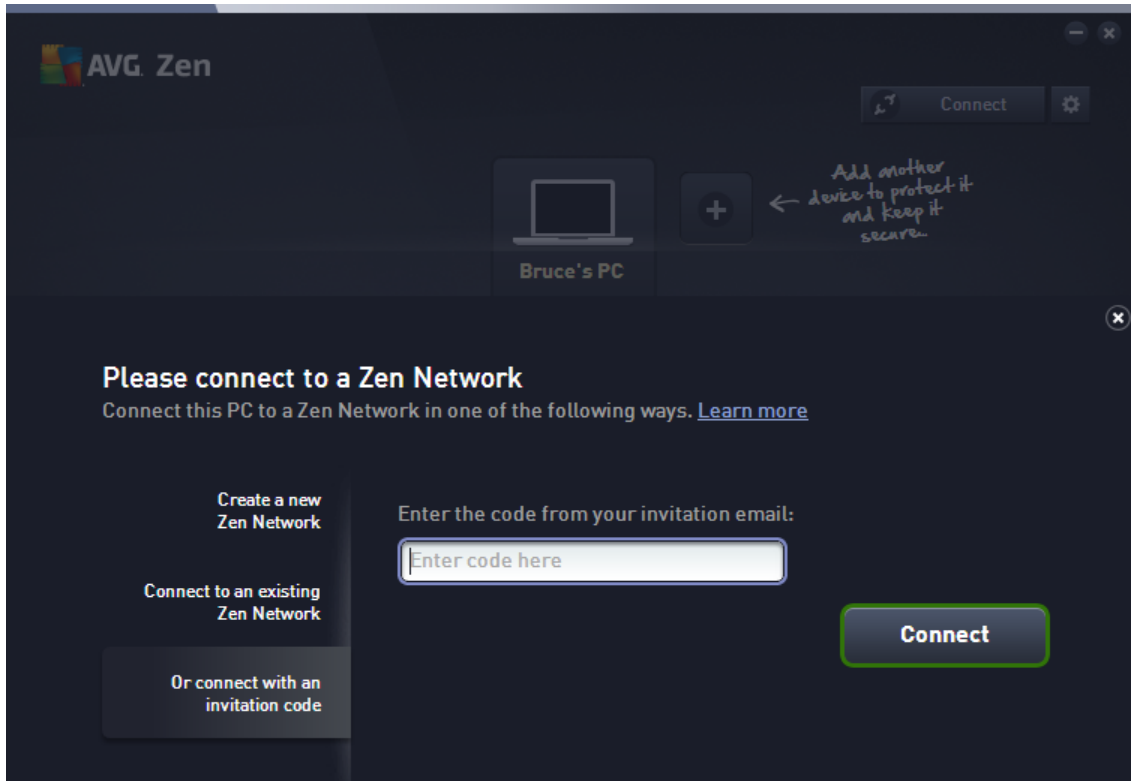 AVG. Zen
Connect
Add another
device to protect it
and keep it
secure...
Bruce's PC
Please connect to a Zen Network
Connect this PC to a Zen Network in one of the following ways. Learn more
Create a new
Zen Network
Connect to an existing
Zen Network
Or connect with an
invitation code
Enter the code from your invitation email:
Enter code here
Connect